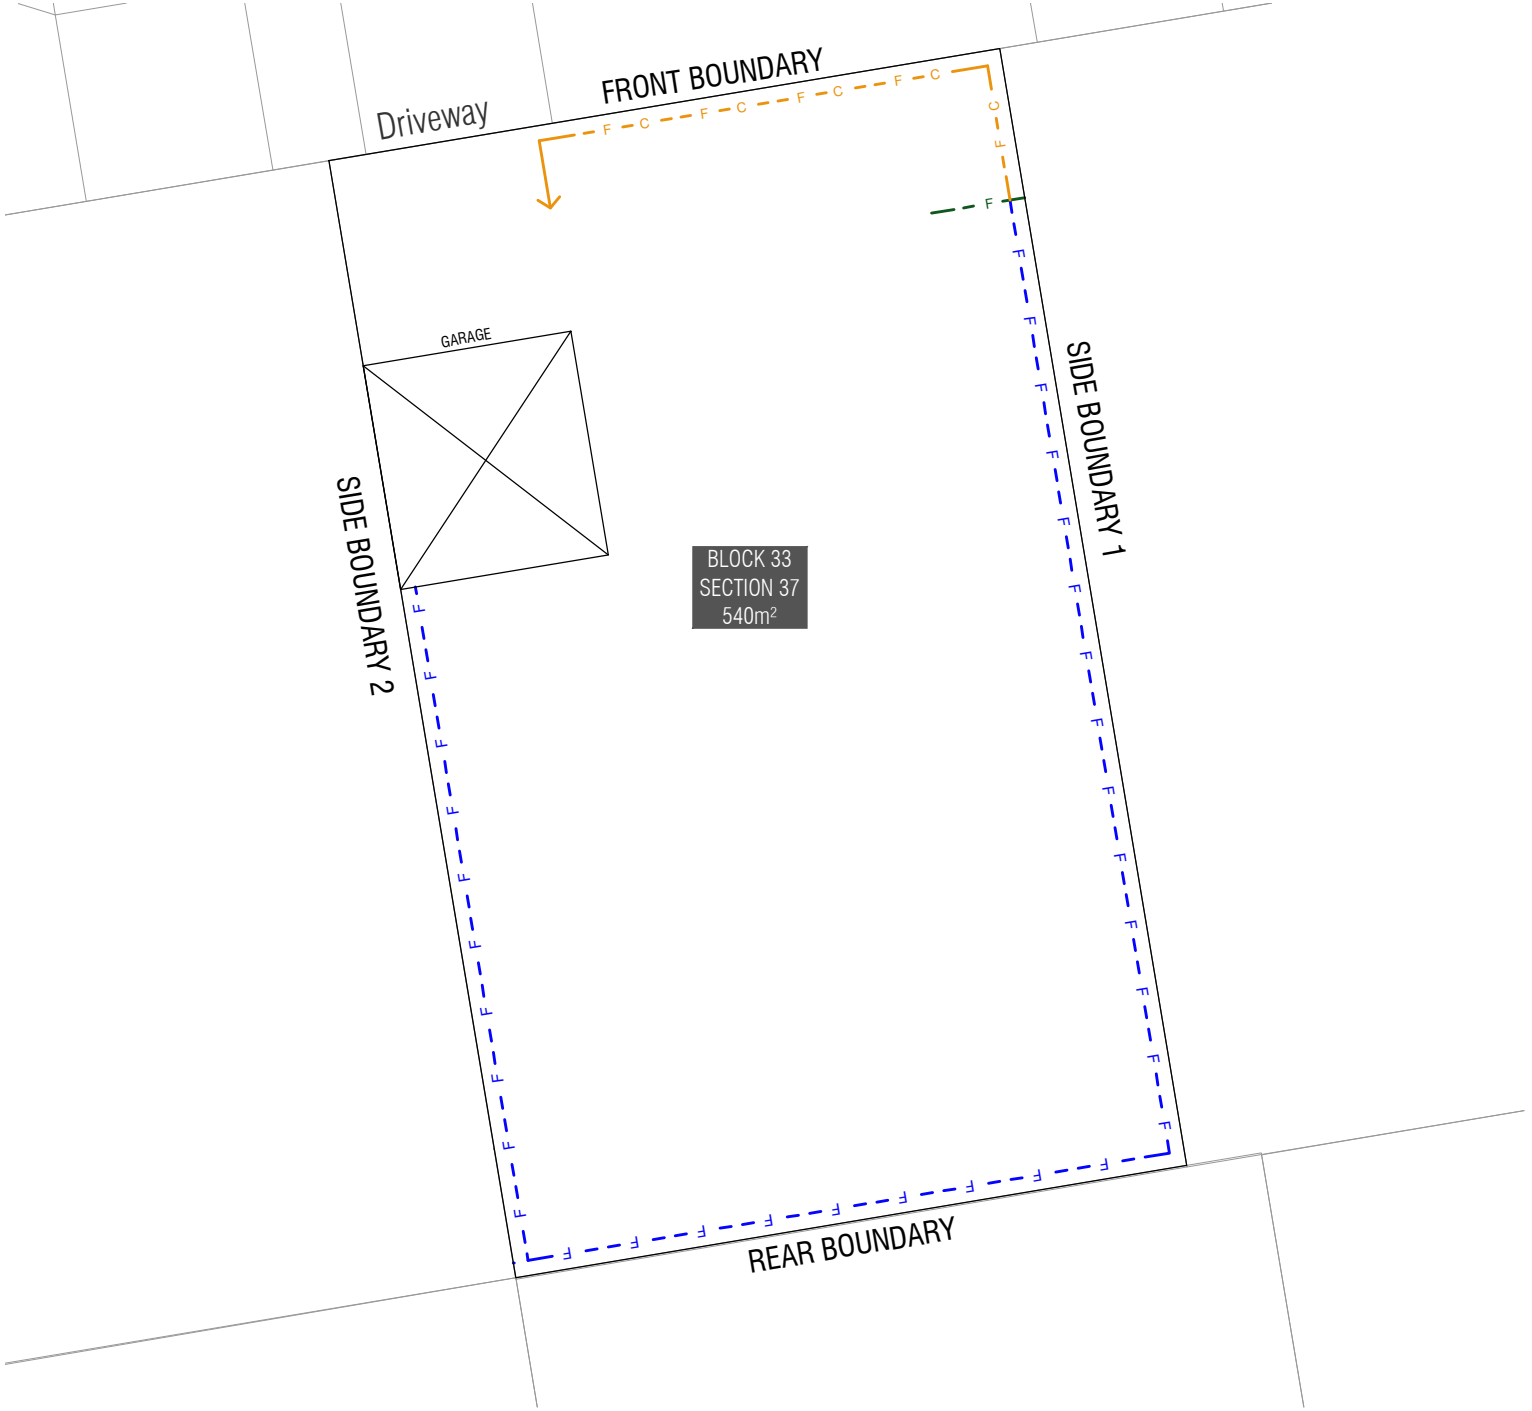 FRONT BOUNDARY
Driveway
F C F C F C F C
C F
F
GARAGE
SIDE BOUNDARY 1
F F F F F F F F F F F F F F
SIDE BOUNDARY 2
BLOCK 33
SECTION 37
540m²
F F F F F F F F F F
F F F F F F F F F
REAR BOUNDARY